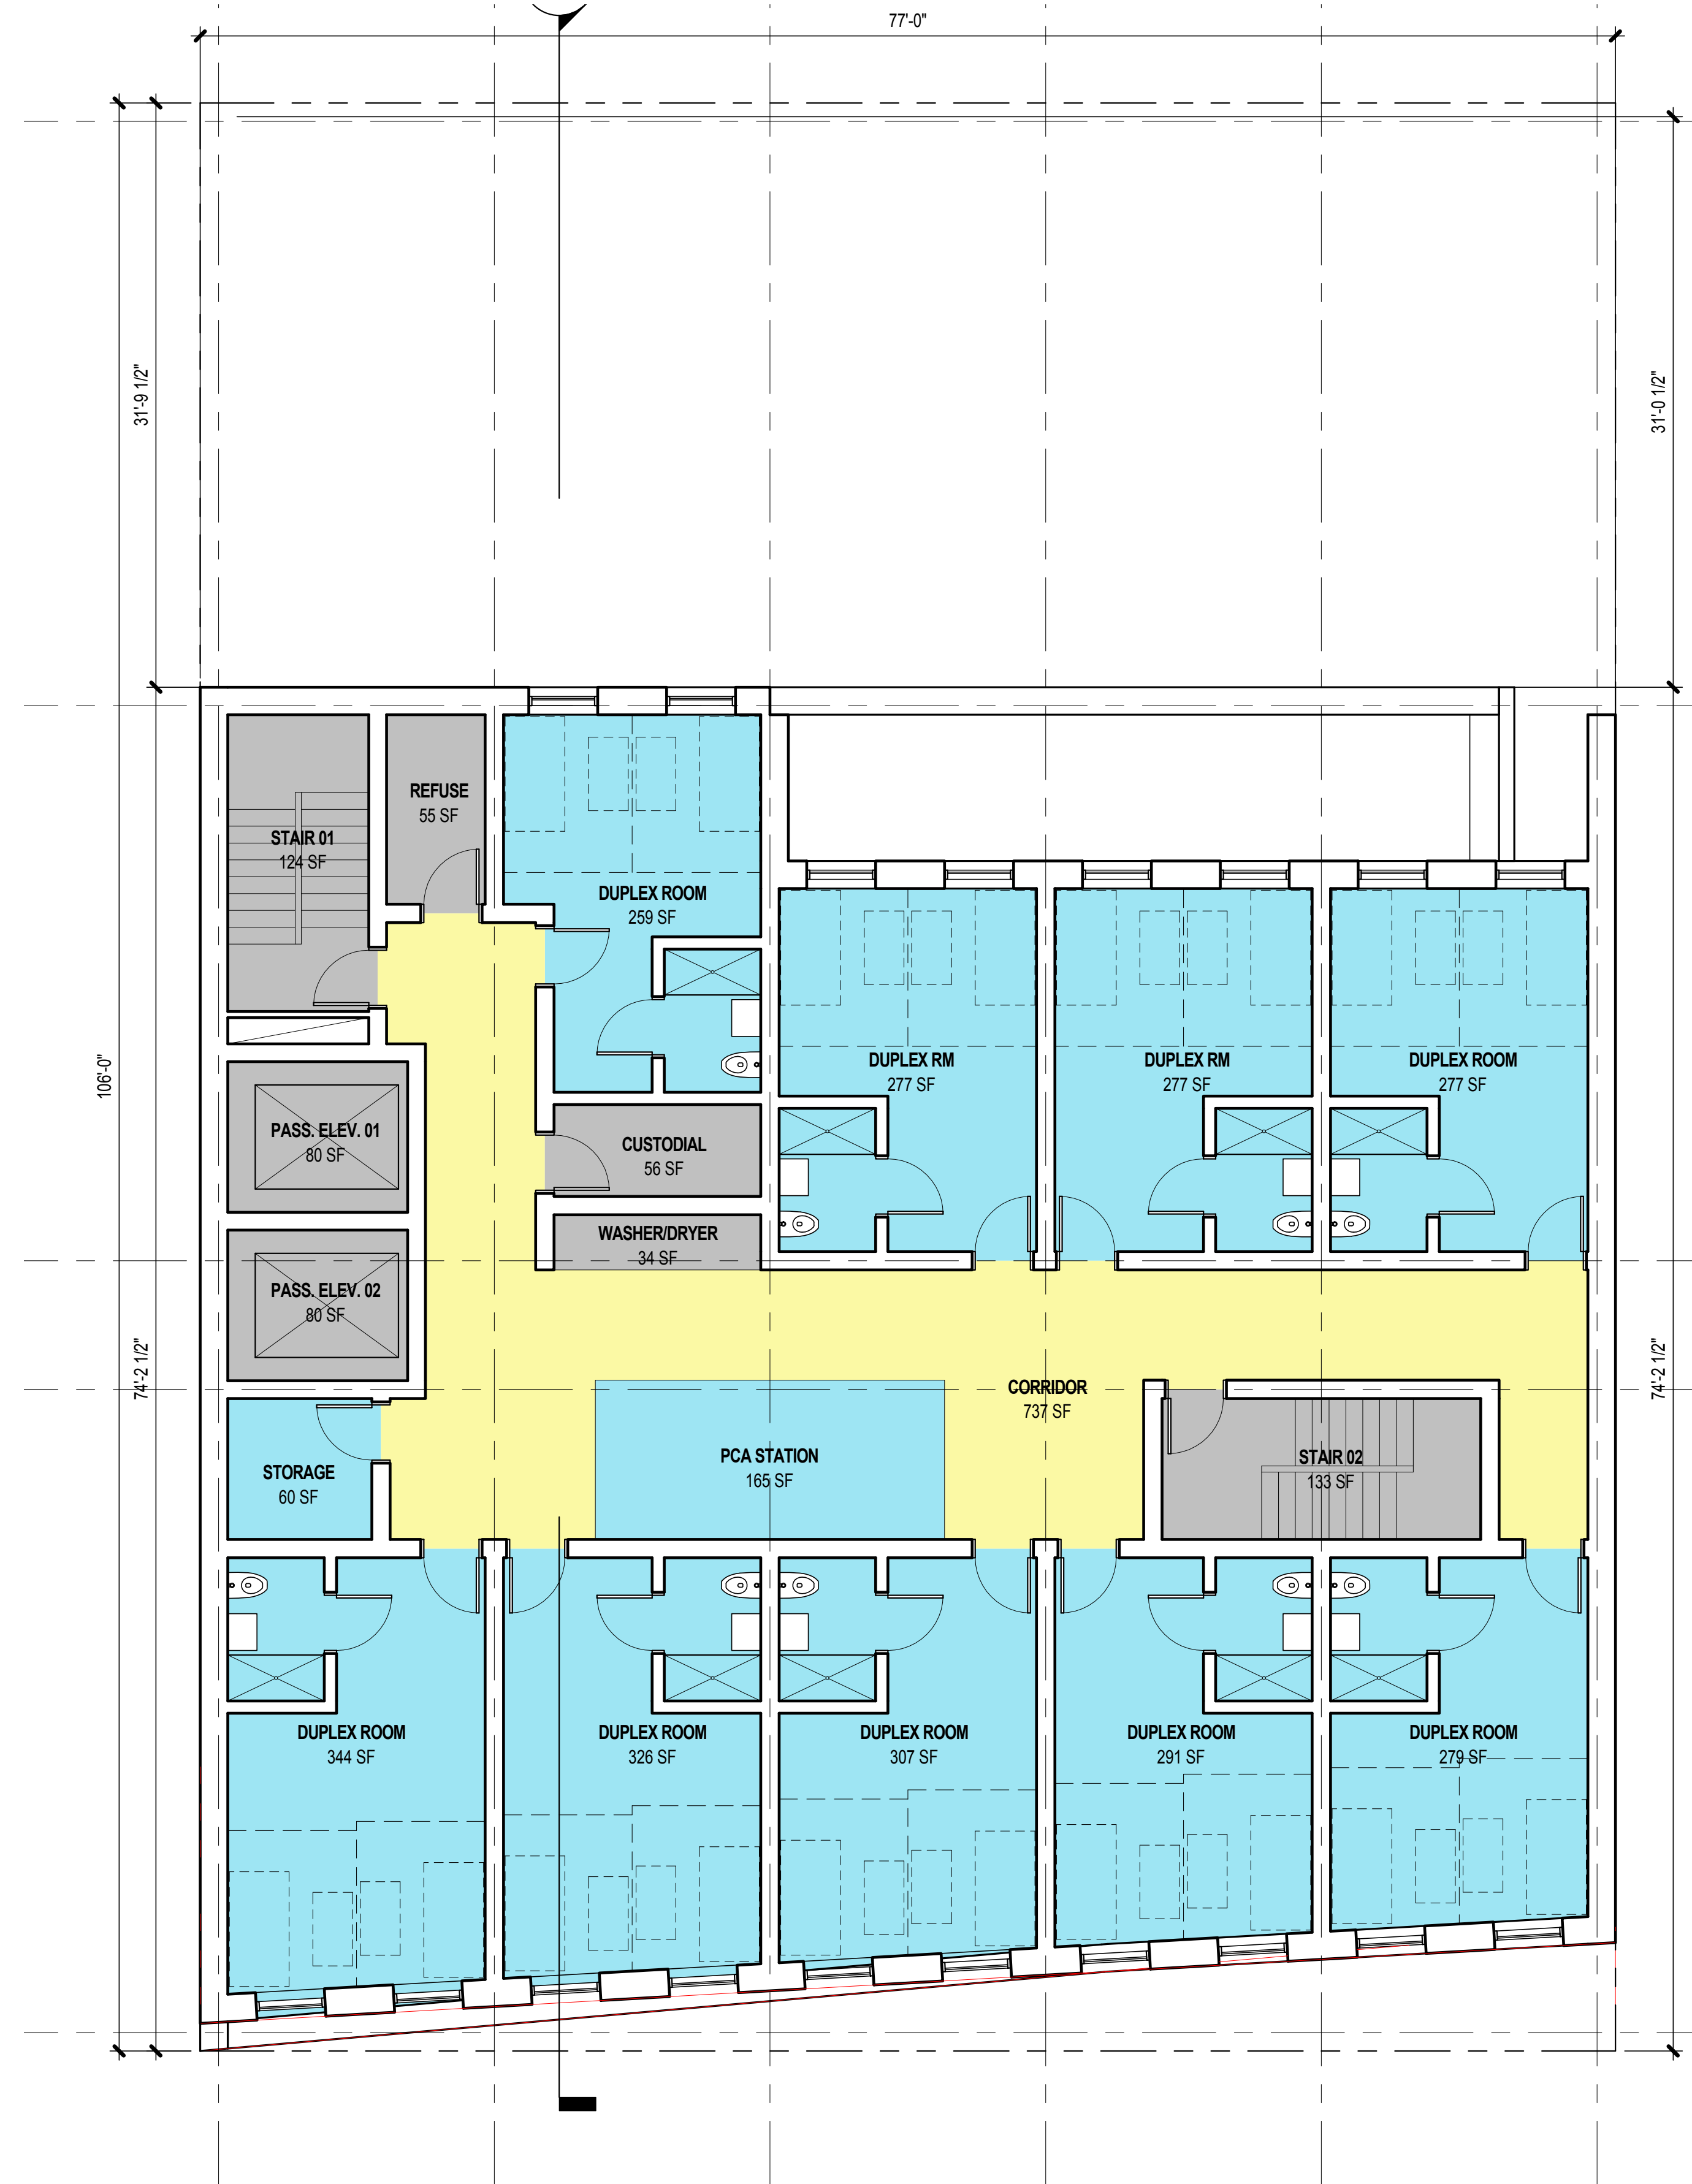 77'-0"
31'-9 1/2"
31'-0 1/2"
REFUSE
55 SF
STAIR 01
124 SF
DUPLEX ROOM
259 SF
DUPLEX RM
277 SF
DUPLEX RM
277 SF
DUPLEX ROOM
277 SF
106'-0"
PASS. ELEV. 01
80 SF
CUSTODIAL
56 SF
WASHER/DRYER
34 SF
PASS. ELEV. 02
80 SF
74'-2 1/2"
74'-2 1/2"
CORRIDOR
737 SF
PCA STATION
165 SF
STAIR 02
133 SF
STORAGE
60 SF
DUPLEX ROOM
344 SF
DUPLEX ROOM
326 SF
DUPLEX ROOM
307 SF
DUPLEX ROOM
291 SF
DUPLEX ROOM
279 SF